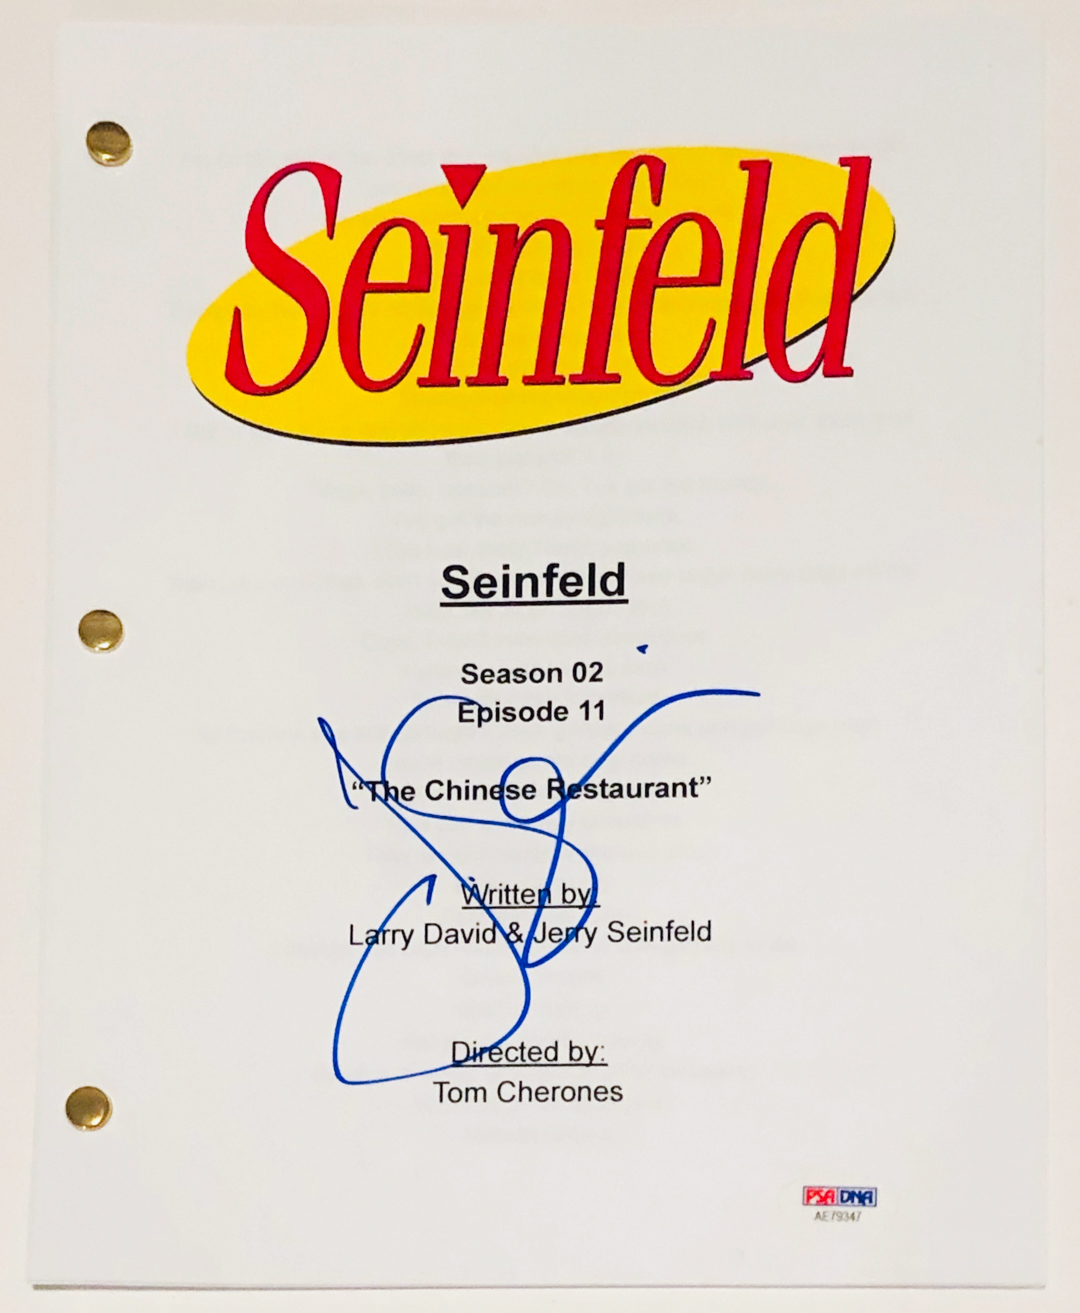 Seinfeld
Seinfeld
Season 02
Episode 11
“The Chinese Restaurant”
Written by:
Larry David & Jerry Seinfeld
Directed by:
Tom Cherones
PSA DNA
AE79347